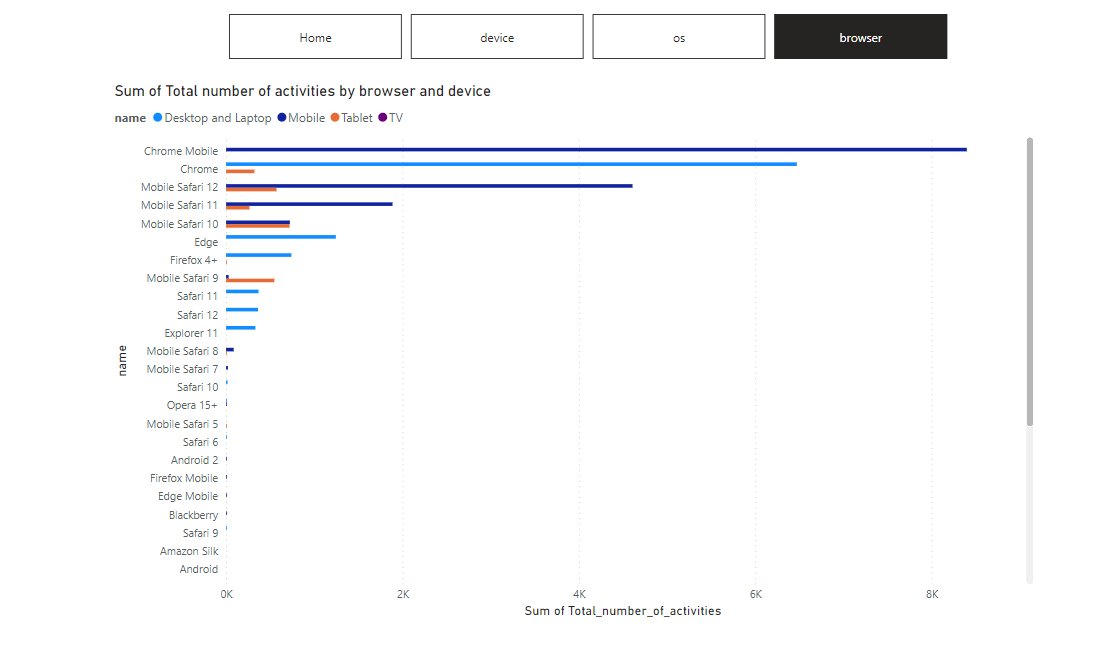 Home device os browser
Sum of Total number of activities by browser and device
name Desktop and Laptop Mobile Tablet TV
Chrome Mobile
Chrome
Mobile Safari 12
Mobile Safari 11
Mobile Safari 10
Edge
Firefox 4+
Mobile Safari 9
Safari 11
Safari 12
Explorer 11
Mobile Safari 8
Mobile Safari 7
Safari 10
Opera 15+
Mobile Safari 5
Safari 6
Android 2
Firefox Mobile
Edge Mobile
Blackberry
Safari 9
Amazon Silk
Android
name
0K 2K 4K 6K 8K
Sum of Total_number_of_activities